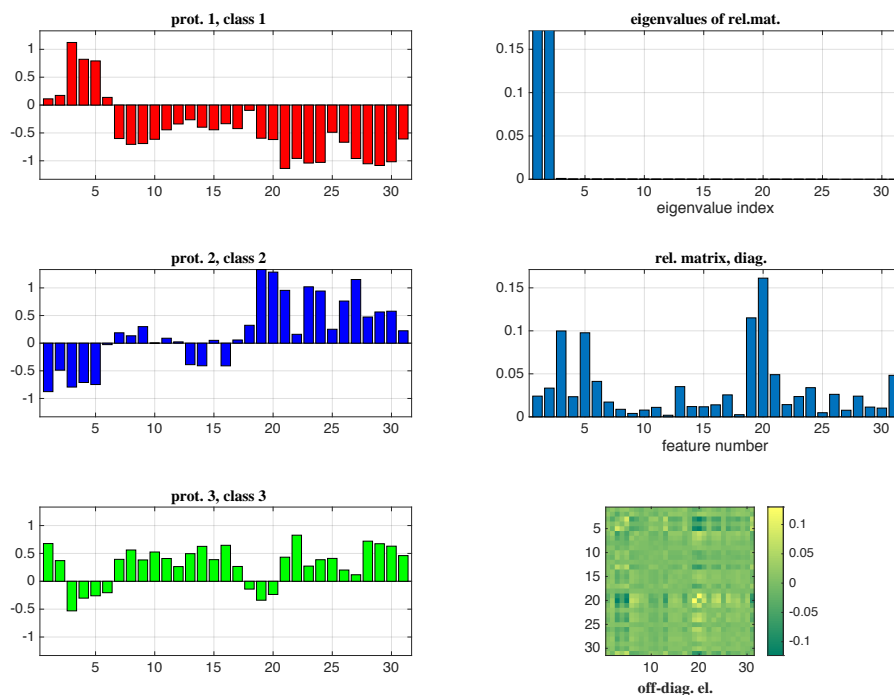 prot. 1, class 1
1
0.5
0
-0.5
-1
5 10 15 20 25 30
eigenvalues of rel.mat.
0.15
0.1
0.05
0
5 10 15 20 25 30
eigenvalue index
prot. 2, class 2
1
0.5
0
-0.5
-1
5 10 15 20 25 30
rel. matrix, diag.
0.15
0.1
0.05
0
5 10 15 20 25 30
feature number
prot. 3, class 3
1
0.5
0
-0.5
-1
5 10 15 20 25 30
5
10
15
20
25
30
10 20 30
off-diag. el.
0.1
0.05
0
-0.05
-0.1